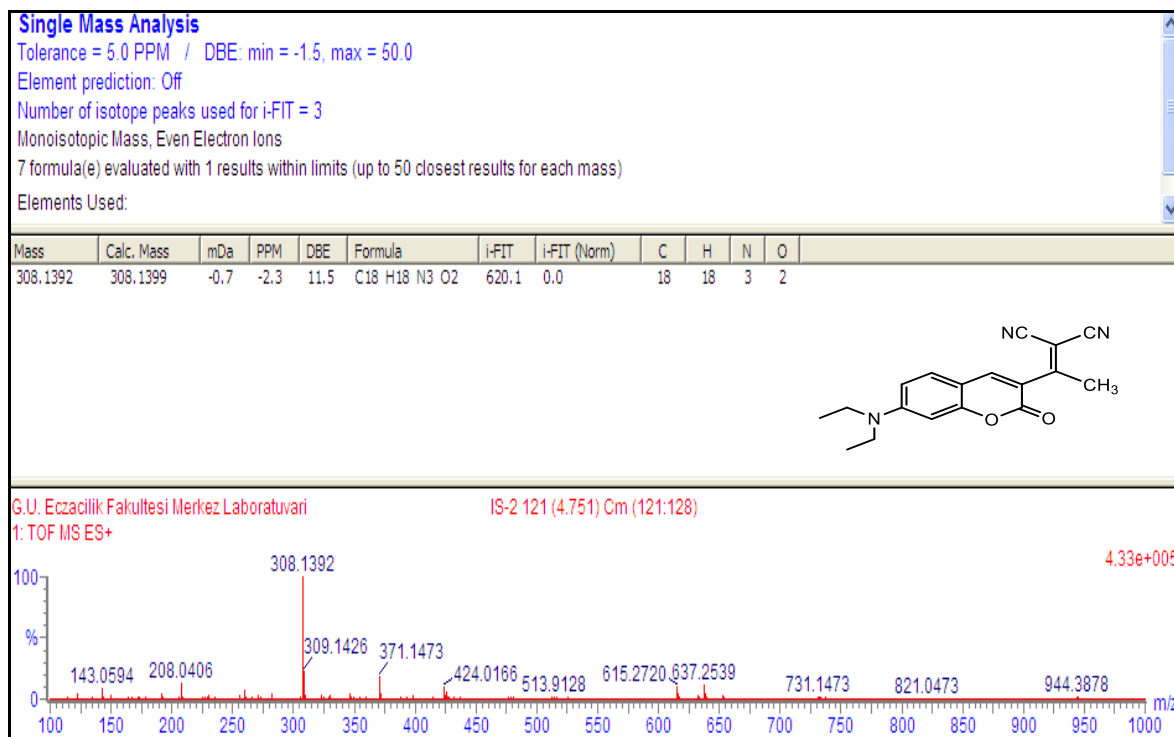 Single Mass Analysis
Tolerance = 5.0 PPM / DBE: min = -1.5, max = 50.0
Element prediction: Off
Number of isotope peaks used for i-FIT = 3
Monoisotopic Mass, Even Electron Ions
7 formula(e) evaluated with 1 results within limits (up to 50 closest results for each mass)
Elements Used:
Mass Calc. Mass mDa PPM DBE Formula i-FIT i-FIT (Norm) C H N O
308.1392 308.1399 -0.7 -2.3 11.5 C18 H18 N3 O2 620.1 0.0 18 18 3 2
NC CN
CH3
N O O
G.U. Eczacilik Fakultesi Merkez Laboratuvari IS-2 121 (4.751) Cm (121:128)
1: TOF MS ES+
4.33e+005
100 308.1392
%
309.1426 371.1473
143.0594 208.0406 424.0166 513.9128 615.2720 637.2539 731.1473 821.0473 944.3878
0 m/z
100 150 200 250 300 350 400 450 500 550 600 650 700 750 800 850 900 950 1000